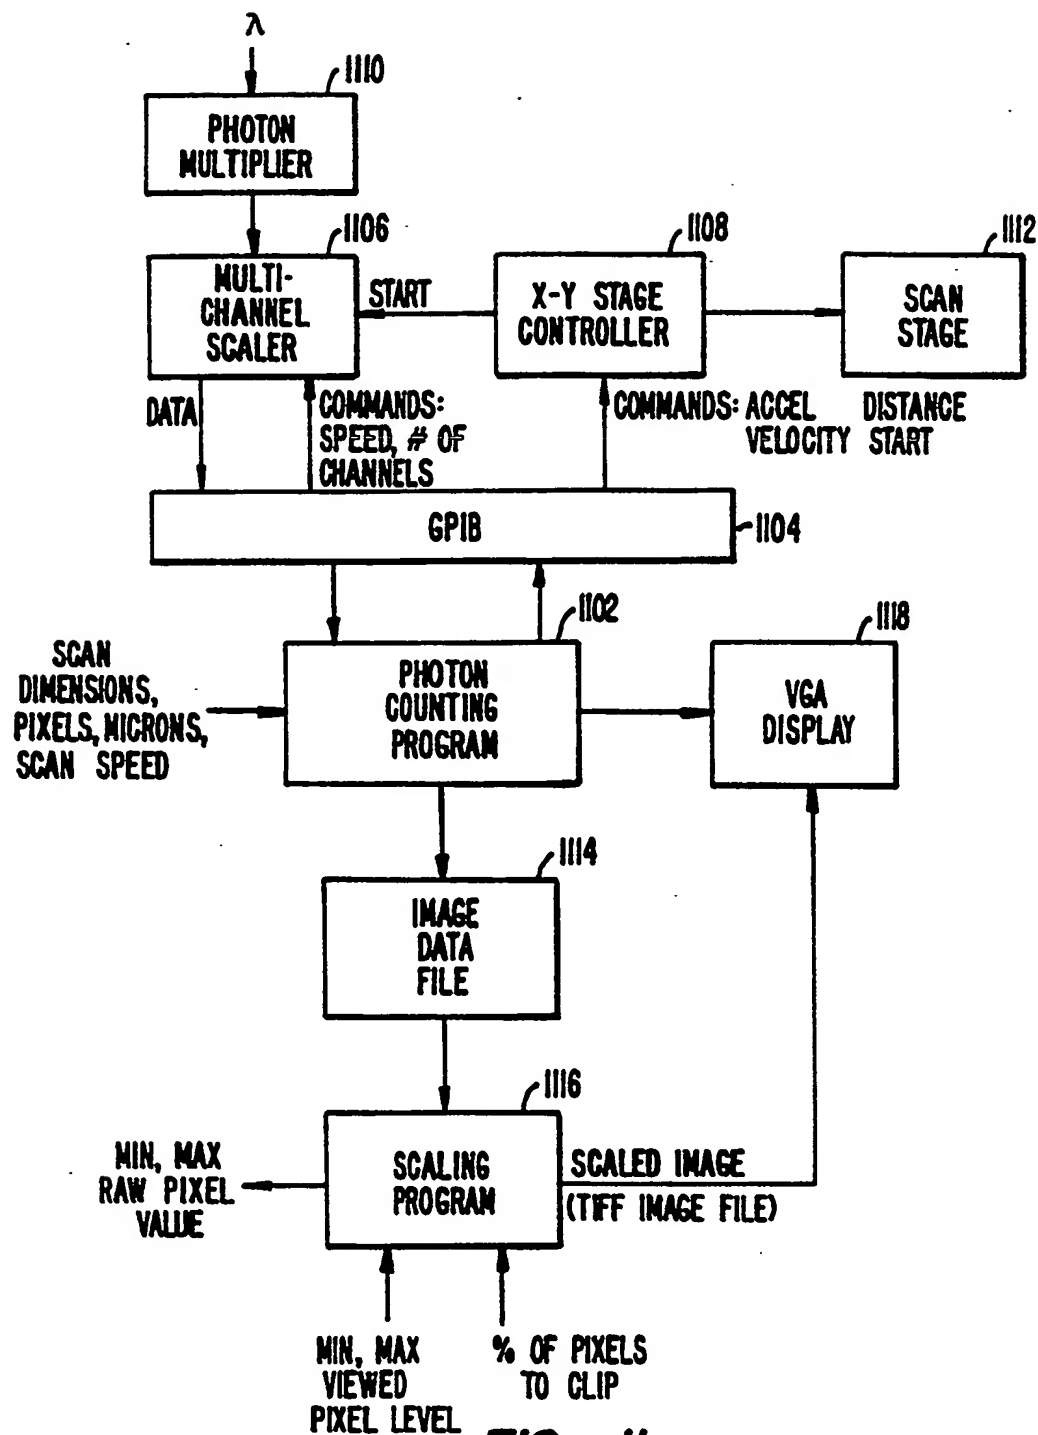 λ
1110
PHOTON
MULTIPLIER
1106
MULTI-
CHANNEL
SCALER
START
1108
X-Y STAGE
CONTROLLER
1112
SCAN
STAGE
DATA
COMMANDS:
SPEED, # OF
CHANNELS
COMMANDS: ACCEL DISTANCE
VELOCITY START
GPIB
1104
1102
SCAN
DIMENSIONS,
PIXELS, MICRONS,
SCAN SPEED
PHOTON
COUNTING
PROGRAM
1118
VGA
DISPLAY
1114
IMAGE
DATA
FILE
1116
MIN, MAX
RAW PIXEL
VALUE
SCALING
PROGRAM
SCALED IMAGE
(TIFF IMAGE FILE)
MIN, MAX
VIEWED
PIXEL LEVEL
% OF PIXELS
TO CLIP